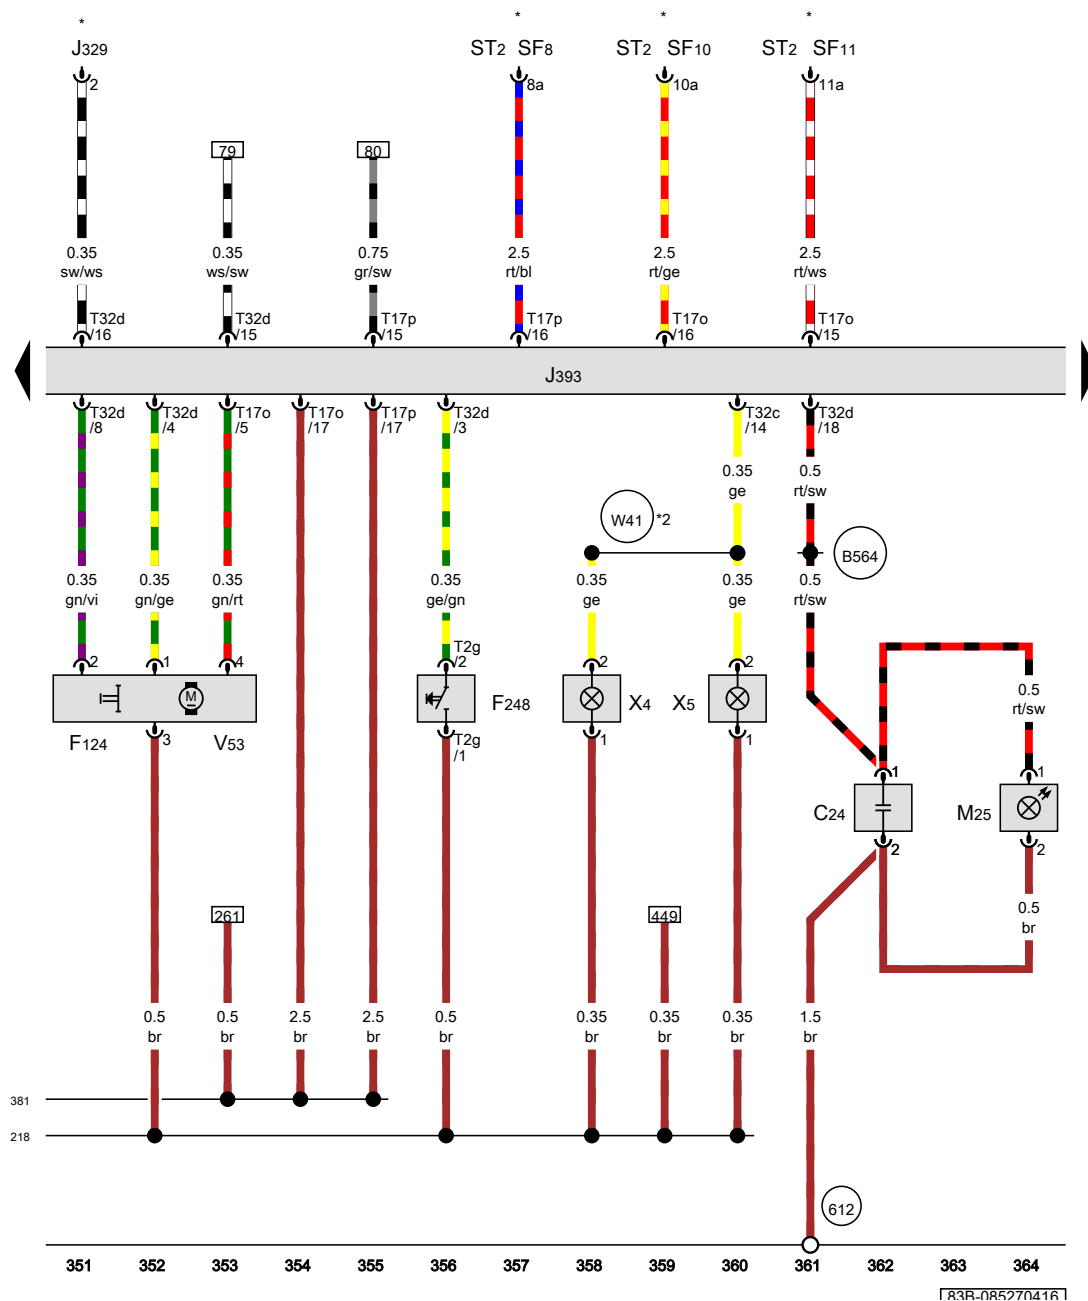 * * * *
J329 ST2 SF8 ST2 SF10 ST2 SF11
2 8a 10a 11a
79 80
0.35 0.35 0.75 2.5 2.5 2.5
sw/ws ws/sw gr/sw rt/bl rt/ge rt/ws
T32d T32d T17p T17p T17o T17o
/16 /15 /15 /16 /16 /15
J393
T32d T32d T17o T17o T17p T32d T32c T32d
/8 /4 /5 /17 /17 /3 /14 /18
0.35 0.5
ge rt/sw
W41 *2
B564
0.35 0.35 0.35 0.35 0.35 0.35 0.5
gn/vi gn/ge gn/rt ge/gn ge ge rt/sw
T2g
2 1 4 /2 2 2
M
0.5
rt/sw
F124 V53 F248 X4 X5
3 T2g 1 1
/1
1 1
C24 M25
2 2
261 449
0.5
br
0.5 0.5 2.5 2.5 0.5 0.35 0.35 0.35 1.5
br br br br br br br br br
381
218
612
351 352 353 354 355 356 357 358 359 360 361 362 363 364
83B-085270416